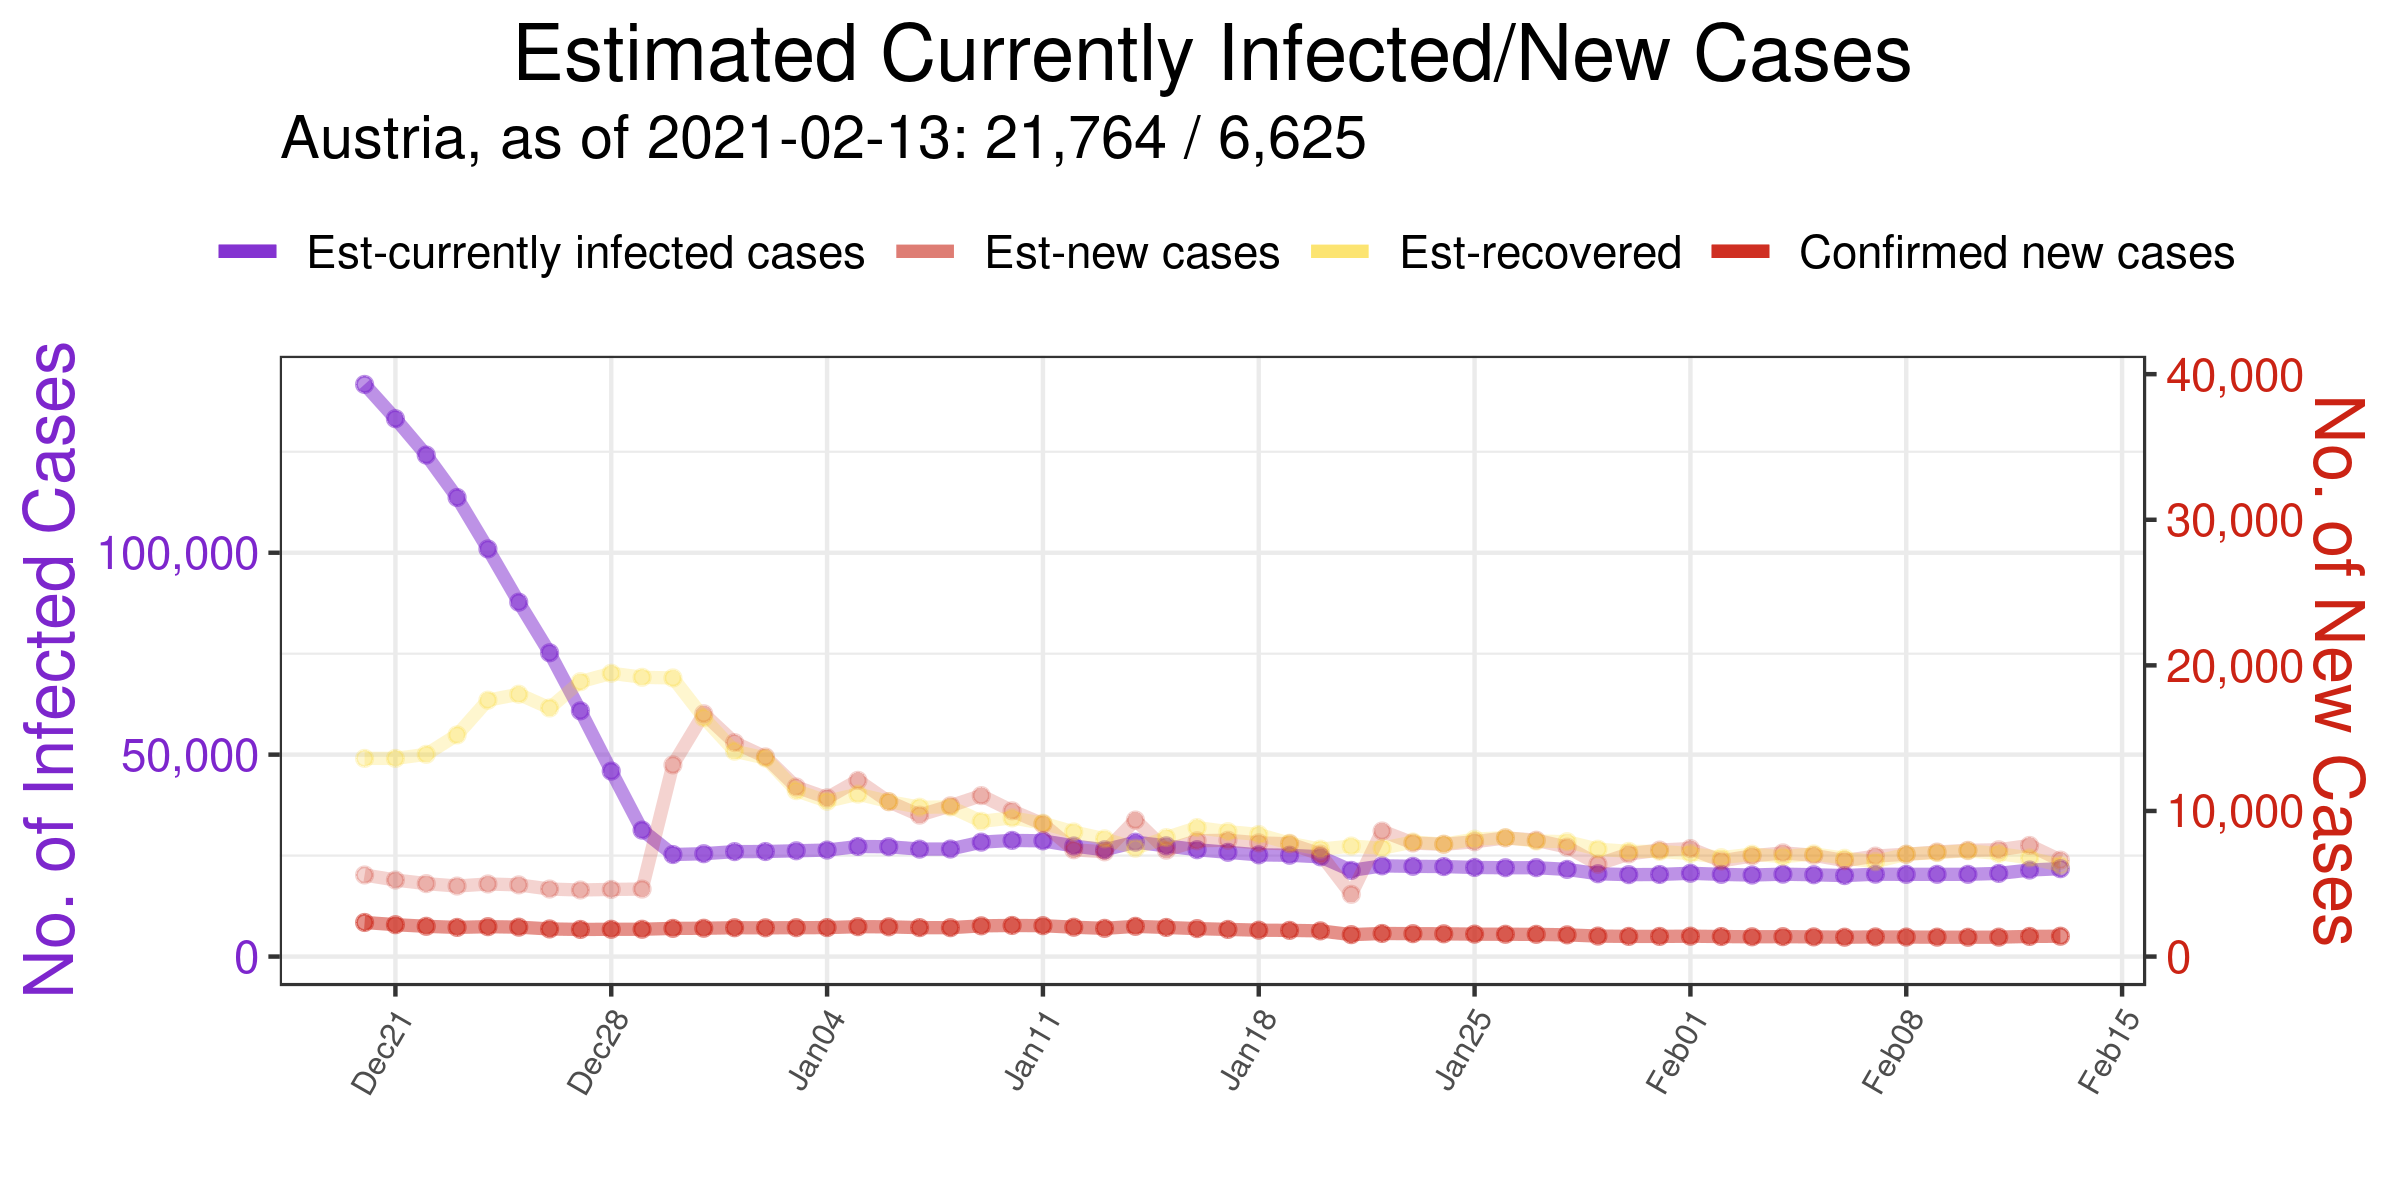 Estimated Currently Infected/New Cases
Austria, as of 2021-02-13: 21,764 / 6,625
Est-currently infected cases Est-new cases Est-recovered Confirmed new cases
No. of Infected Cases
100,000
50,000
0
40,000
30,000
20,000
10,000
0
No. of New Cases
Dec21 Dec28 Jan04 Jan11 Jan18 Jan25 Feb01 Feb08 Feb15